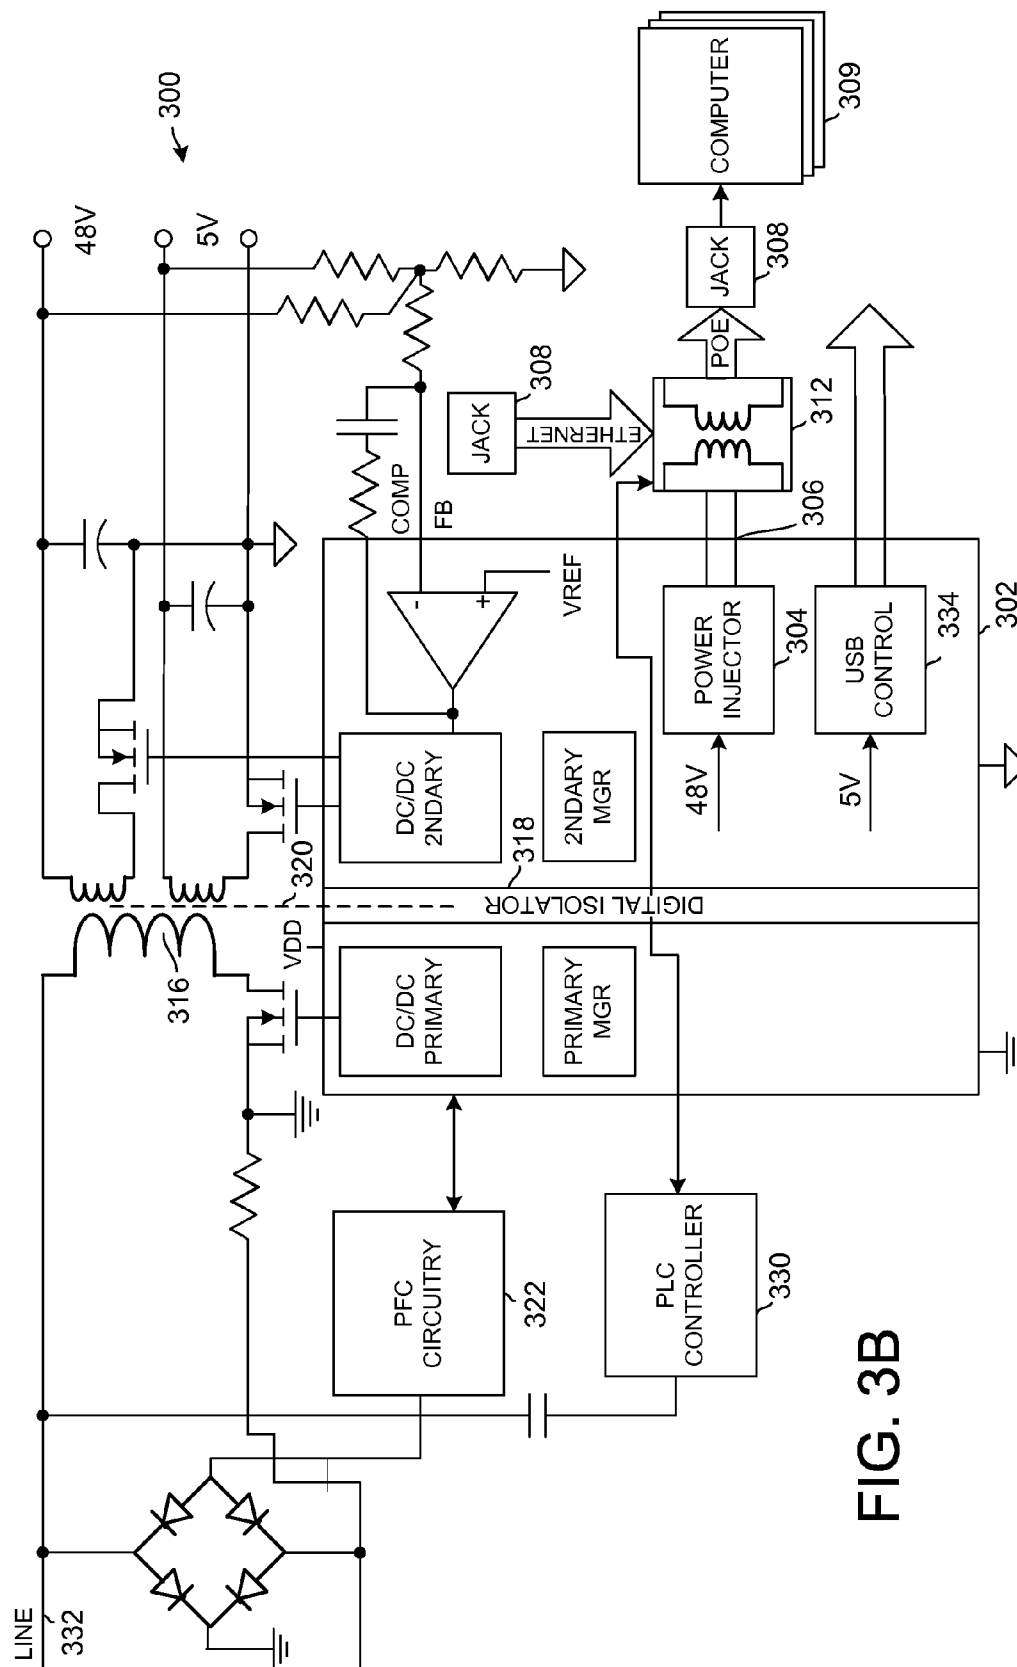 LINE
332
300
48V
5V
316
320
VDD
COMP
FB
VREF
DC/DC
PRIMARY
DC/DC
2NDARY
318
PRIMARY
MGR
2NDARY
MGR
DIGITAL ISOLATOR
PFC
CIRCUITRY
322
PLC
CONTROLLER
330
JACK
308
ETHERNET
48V
POWER
INJECTOR
304
306
312
POE
JACK
308
COMPUTER
309
5V
USB
CONTROL
334
302
FIG. 3B